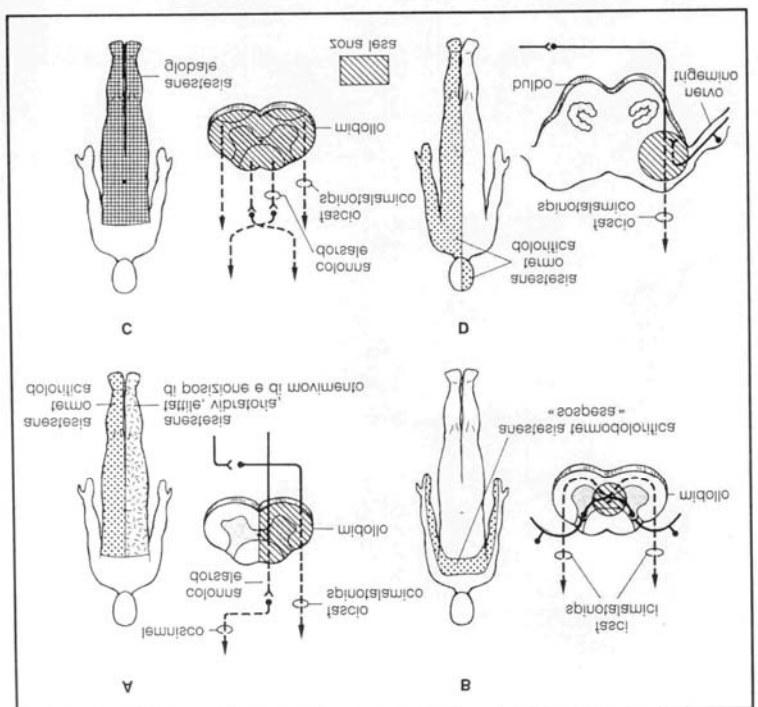 A
lemnisco
colonna
dorsale
fascio
spinotalamico
midollo
anestesia
termo
dolorifica
anestesia
tattile, vibratoria,
di posizione e di movimento
B
fasci
spinotalamici
midollo
anestesia termodolorifica
«sospesa»
C
colonna
dorsale
fascio
spinotalamico
midollo
anestesia
globale
zona lesa
D
anestesia
termo
dolorifica
fascio
spinotalamico
nervo
trigemino
bulbo